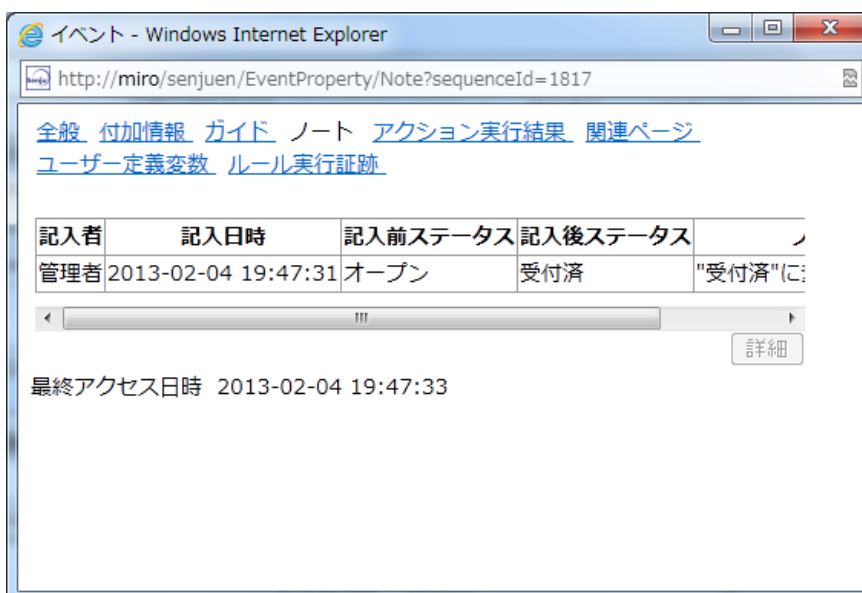 イベント - Windows Internet Explorer
http://miro/senjuen/EventProperty/Note?sequenceId=1817
全般 付加情報 ガイド ノート アクション実行結果 関連ページ
ユーザー定義変数 ルール実行証跡
記入者 記入日時 記入前ステータス 記入後ステータス
管理者 2013-02-04 19:47:31 オープン 受付済 "受付済"に
詳細
最終アクセス日時 2013-02-04 19:47:33